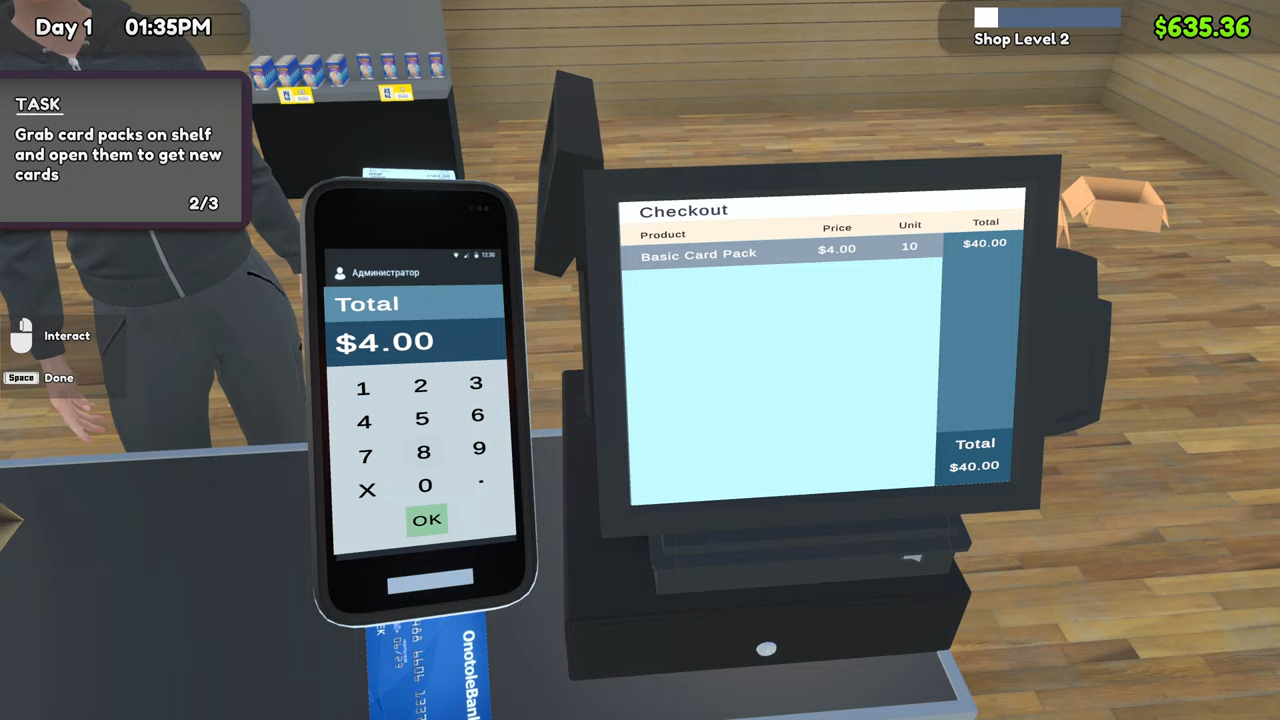 Day 1 01:35PM
Shop Level 2
$635.36
TASK
Grab card packs on shelf
and open them to get new
cards
2/3
Interact
Space Done
12:30
Администратор
Total
$4.00
1 2 3
4 5 6
7 8 9
X 0 .
OK
OnotoleBank
Checkout
Product Price Unit Total
Basic Card Pack $4.00 10 $40.00
Total
$40.00